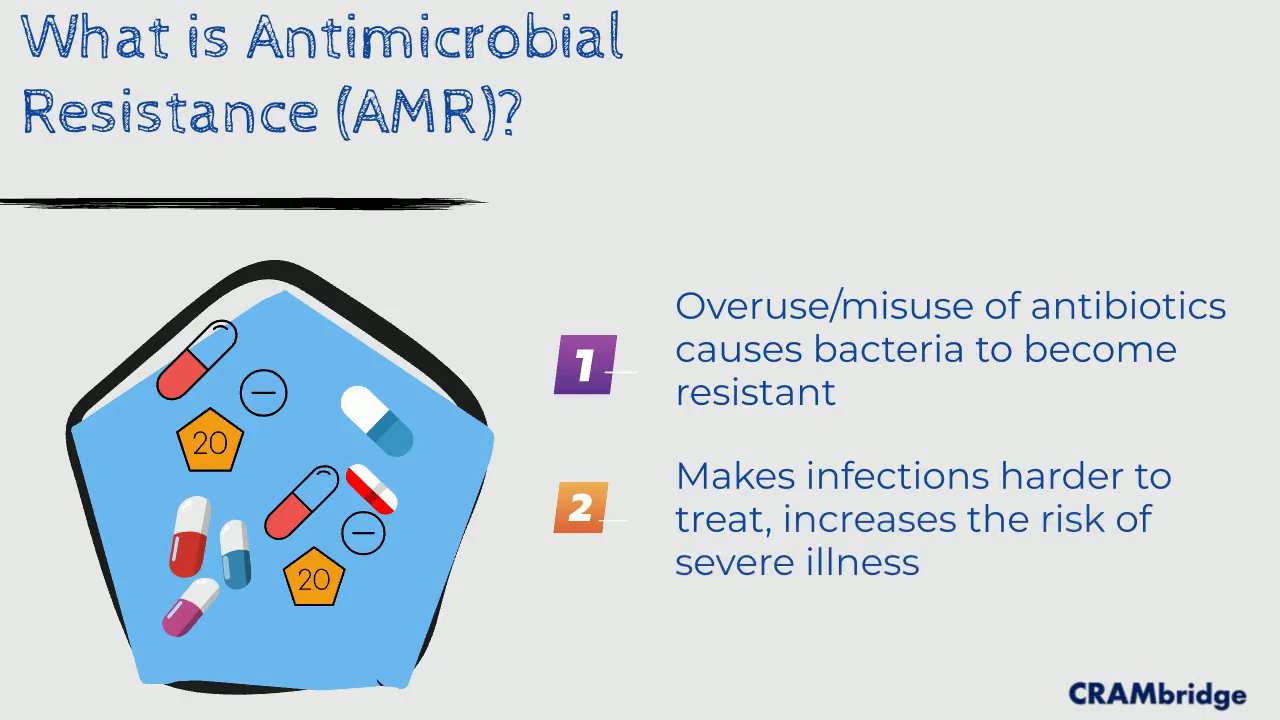 What is Antimicrobial
Resistance (AMR)?
1
Overuse/misuse of antibiotics
causes bacteria to become
resistant
20
2
Makes infections harder to
treat, increases the risk of
severe illness
20
CRAMbridge